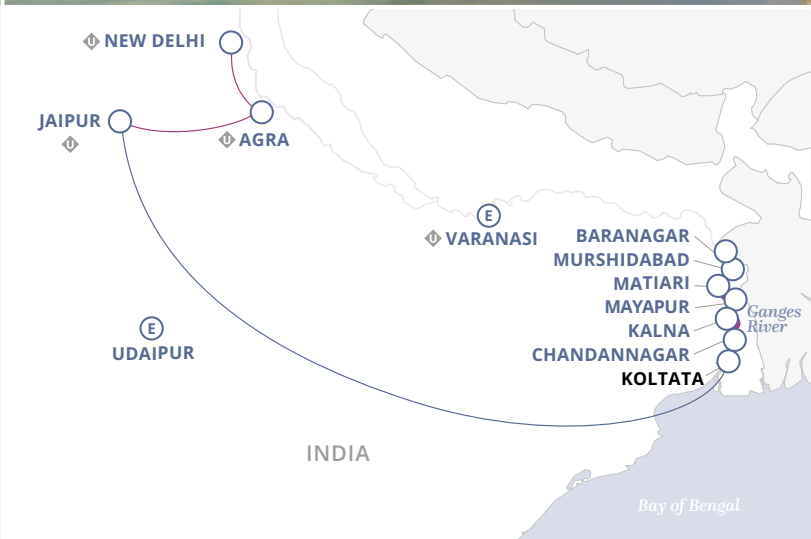 U NEW DELHI
JAIPUR
U
U AGRA
E
U VARANASI
BARANAGAR
MURSHIDABAD
MATIARI
MAYAPUR
KALNA
CHANDANNAGAR
KOLTATA
Ganges
River
E
UDAIPUR
INDIA
Bay of Bengal